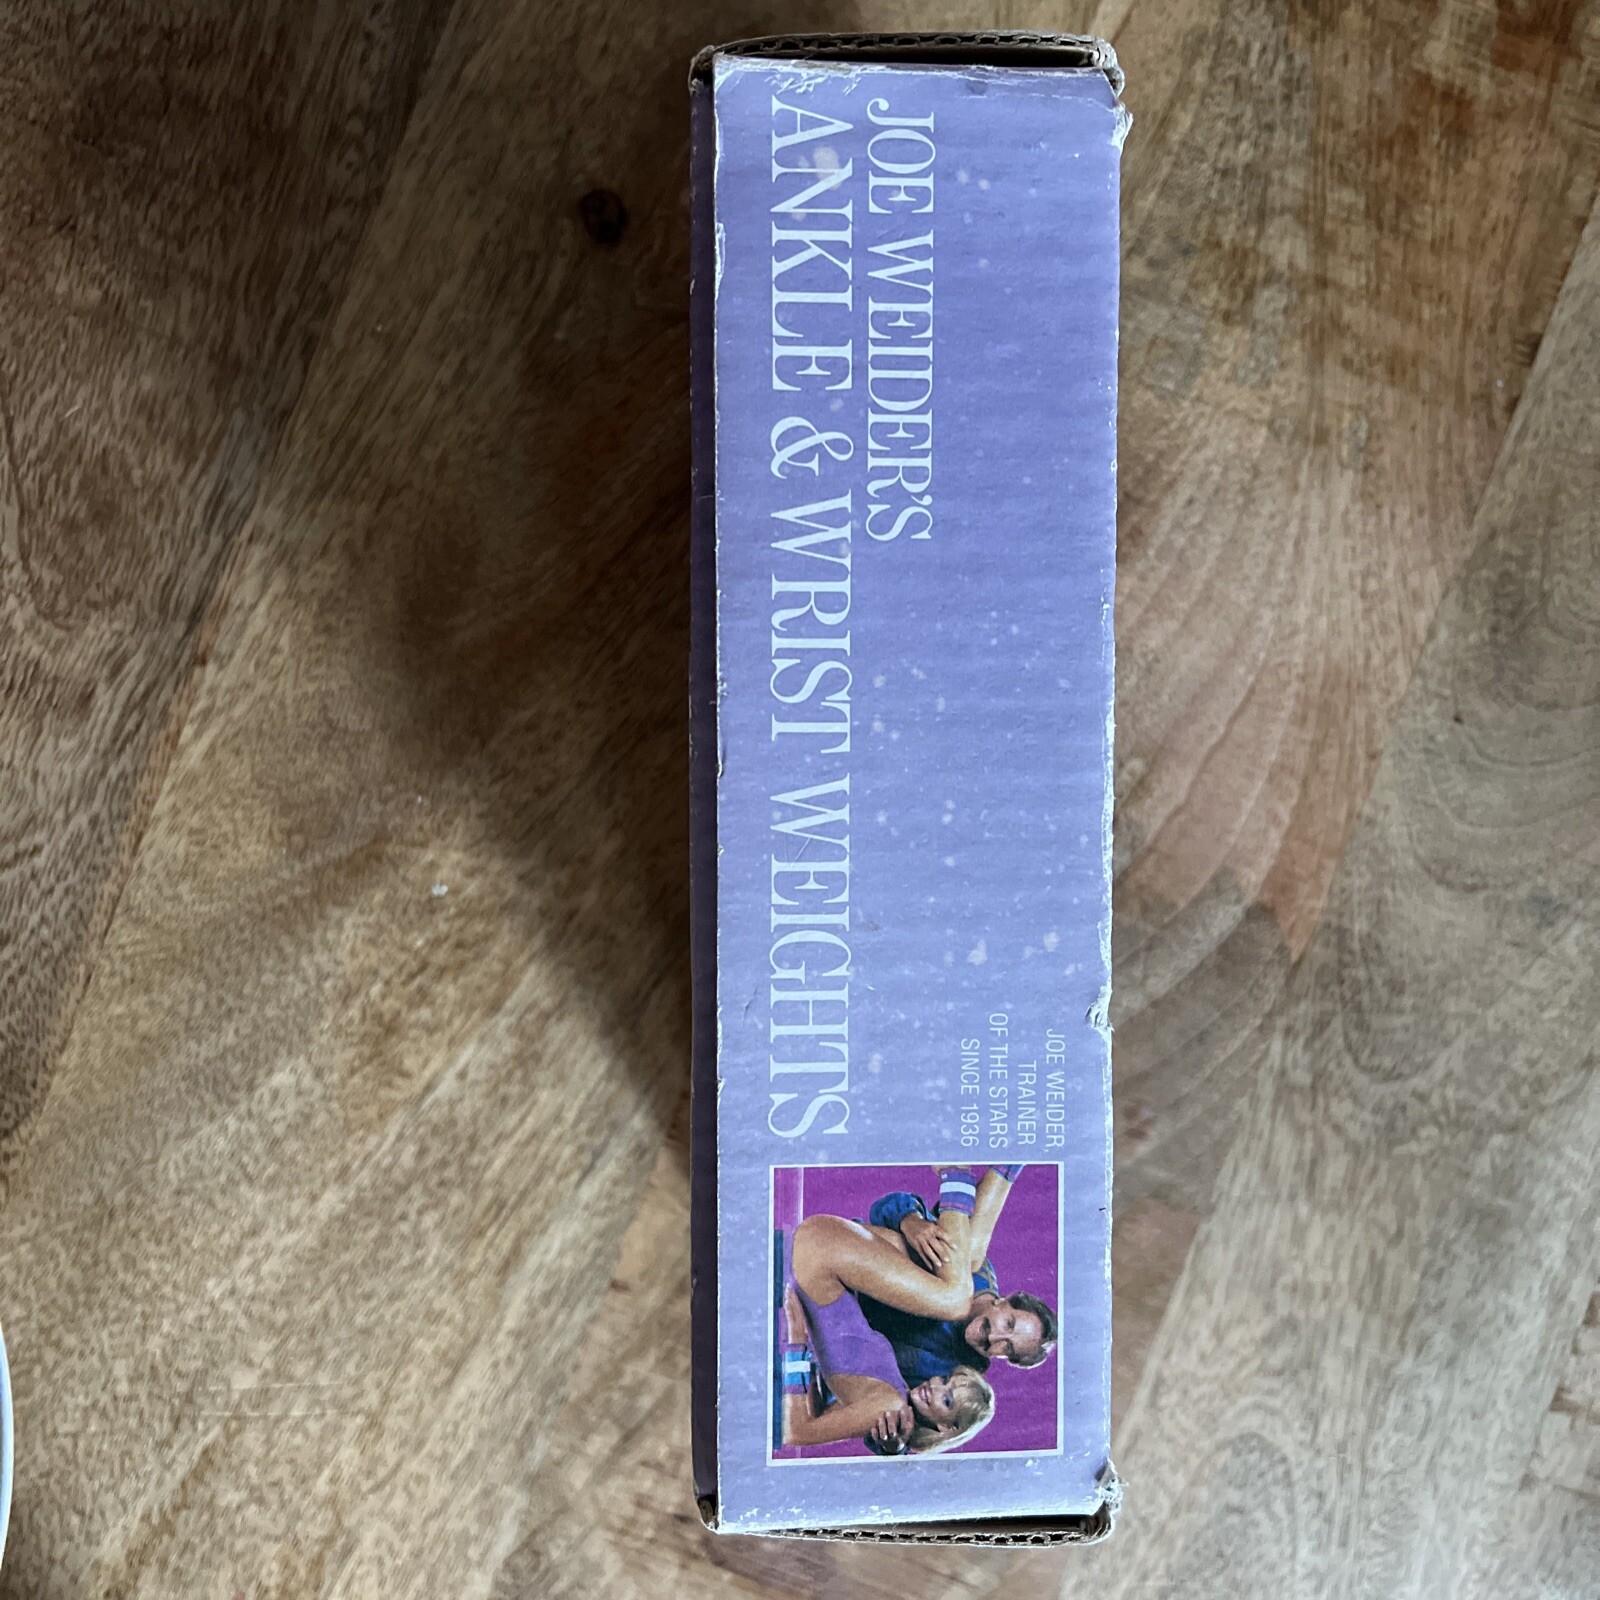 JOE WEIDER'S
ANKLE & WRIST WEIGHTS
JOE WEIDER,
TRAINER
OF THE STARS
SINCE 1936